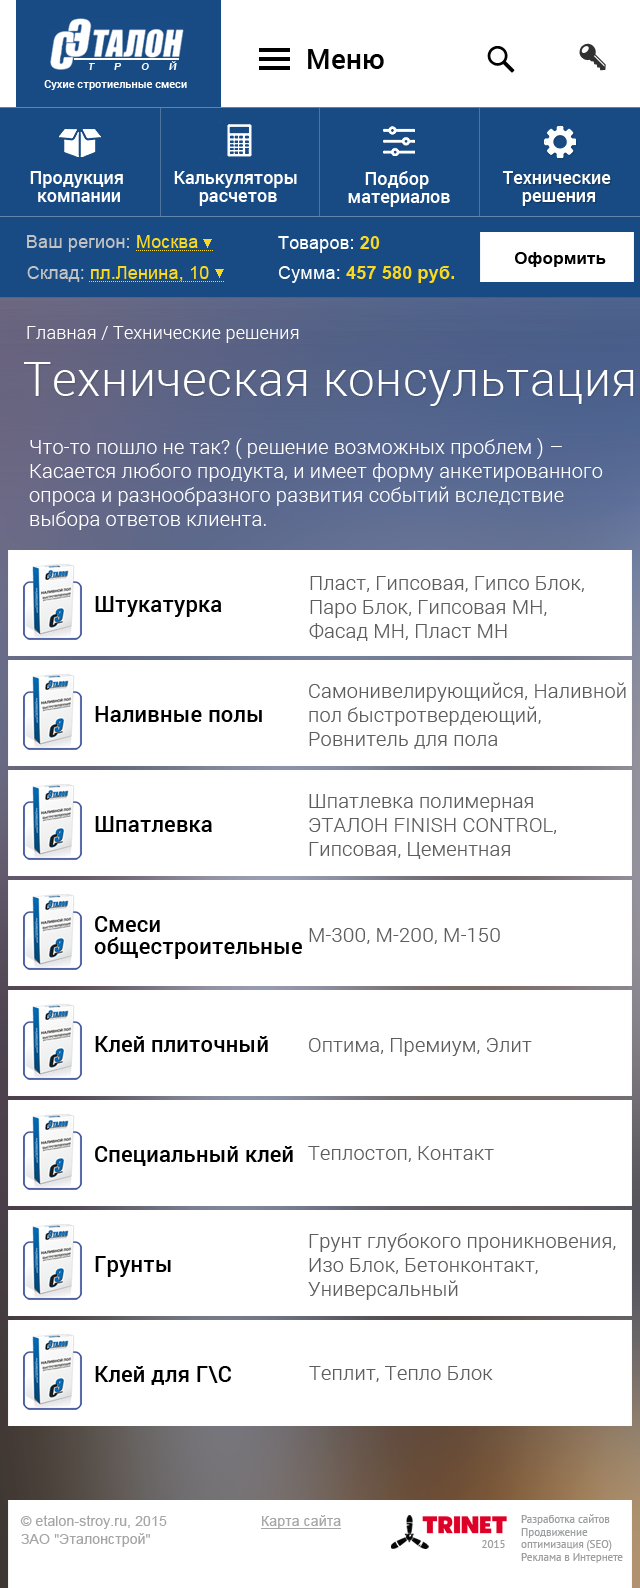 СЭТАЛОН
СТРОЙ
Сухие стротиельные смеси
Меню
Продукция
компании
Калькуляторы
расчетов
Подбор
материалов
Технические
решения
Ваш регион: Москва ▾
Товаров: 20
Склад: пл.Ленина, 10 ▾
Сумма: 457 580 руб.
Оформить
Главная / Технические решения
Техническая консультация
Что-то пошло не так? ( решение возможных проблем ) –
Касается любого продукта, и имеет форму анкетированного
опроса и разнообразного развития событий вследствие
выбора ответов клиента.
Штукатурка
Пласт, Гипсовая, Гипсо Блок,
Паро Блок, Гипсовая МН,
Фасад МН, Пласт МН
Наливные полы
Самонивелирующийся, Наливной
пол быстротвердеющий,
Ровнитель для пола
Шпатлевка
Шпатлевка полимерная
ЭТАЛОН FINISH CONTROL,
Гипсовая, Цементная
Смеси
общестроительные
М-300, М-200, М-150
Клей плиточный
Оптима, Премиум, Элит
Специальный клей
Теплостоп, Контакт
Грунты
Грунт глубокого проникновения,
Изо Блок, Бетонконтакт,
Универсальный
Клей для Г\С
Теплит, Тепло Блок
© etalon-stroy.ru, 2015
ЗАО "Эталонстрой"
Карта сайта
TRINET
2015
Разработка сайтов
Продвижение
оптимизация (SEO)
Реклама в Интернете